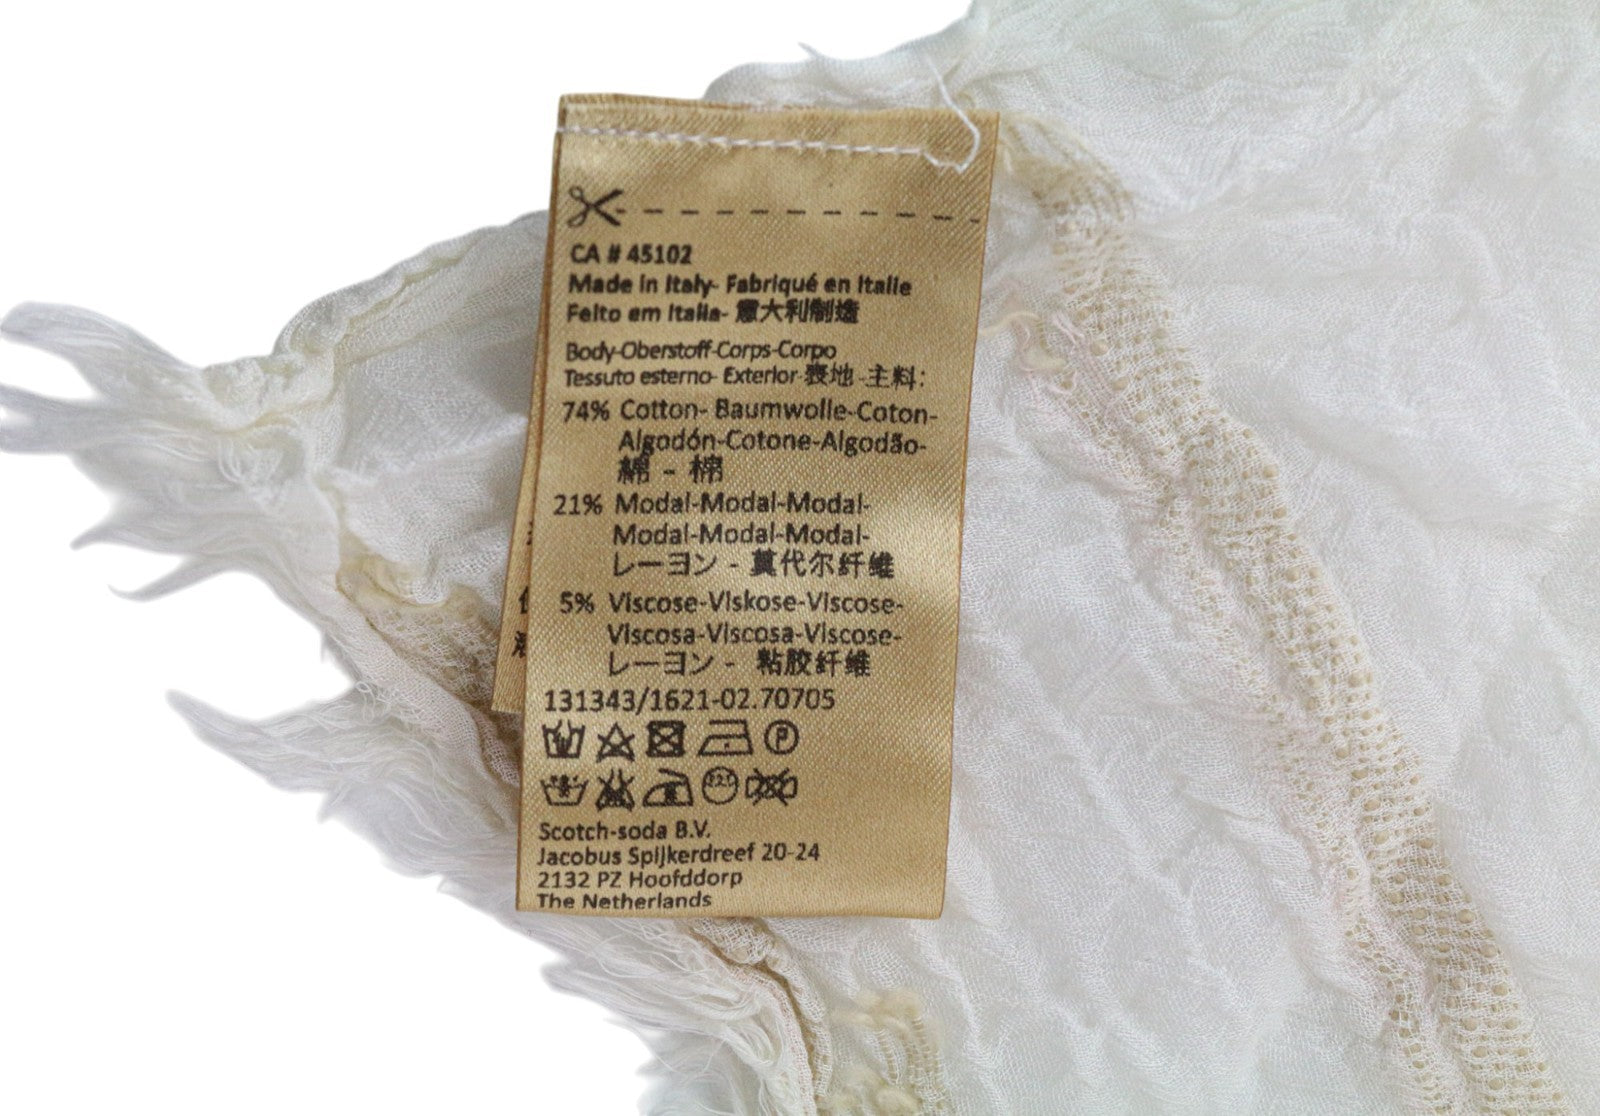 CA # 45102
Made in Italy- Fabriqué en Italie
Feito em Italia- 意大利制造
Body-Oberstoff-Corps-Corpo
Tessuto esterno- Exterior-表地 -主料:
74% Cotton- Baumwolle-Coton-
Algodón-Cotone-Algodão-
綿 - 棉
21% Modal-Modal-Modal-
Modal-Modal-Modal-
レーヨン - 莫代尔纤维
5% Viscose-Viskose-Viscose-
Viscosa-Viscosa-Viscose-
レーヨン - 粘胶纤维
131343/1621-02.70705
P
Scotch-soda B.V.
Jacobus Spijkerdreef 20-24
2132 PZ Hoofddorp
The Netherlands